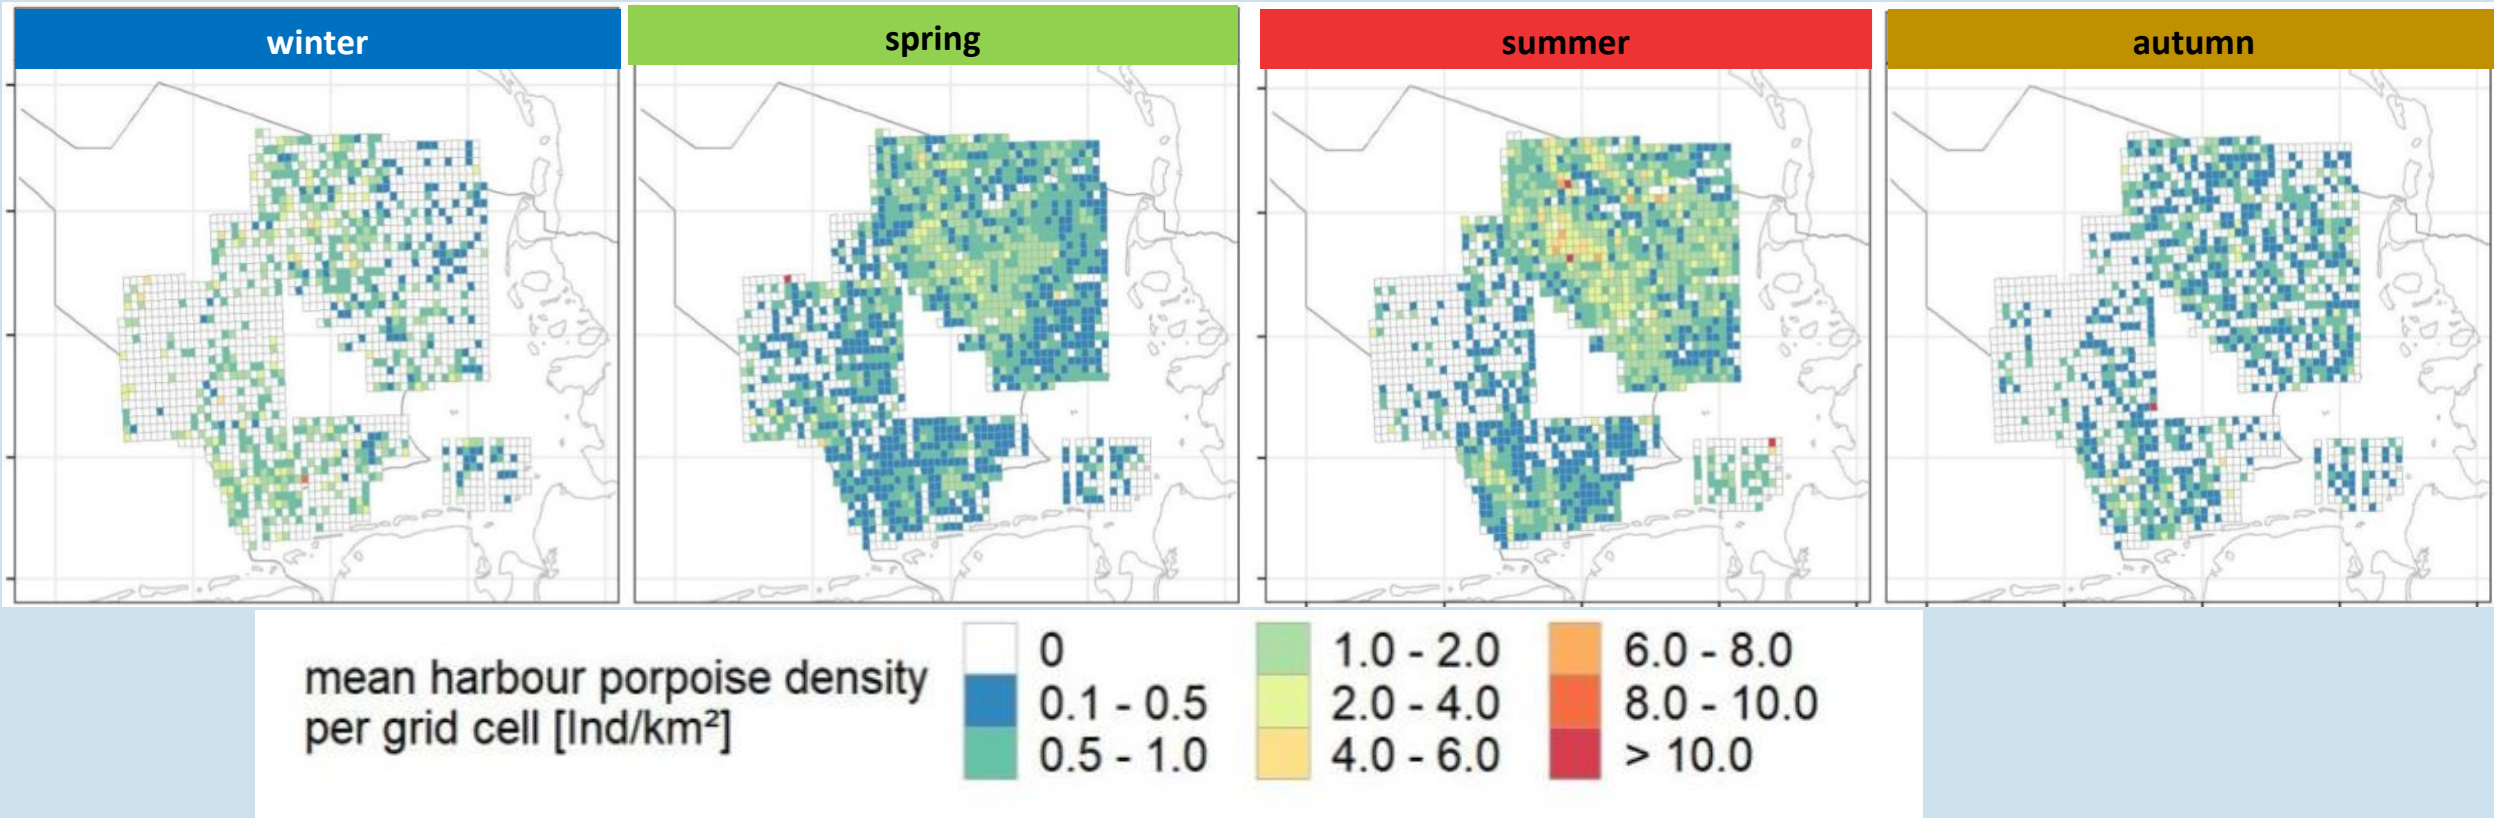 winter
spring
summer
autumn
mean harbour porpoise density
per grid cell [Ind/km²]
0
0.1 - 0.5
0.5 - 1.0
1.0 - 2.0
2.0 - 4.0
4.0 - 6.0
6.0 - 8.0
8.0 - 10.0
> 10.0